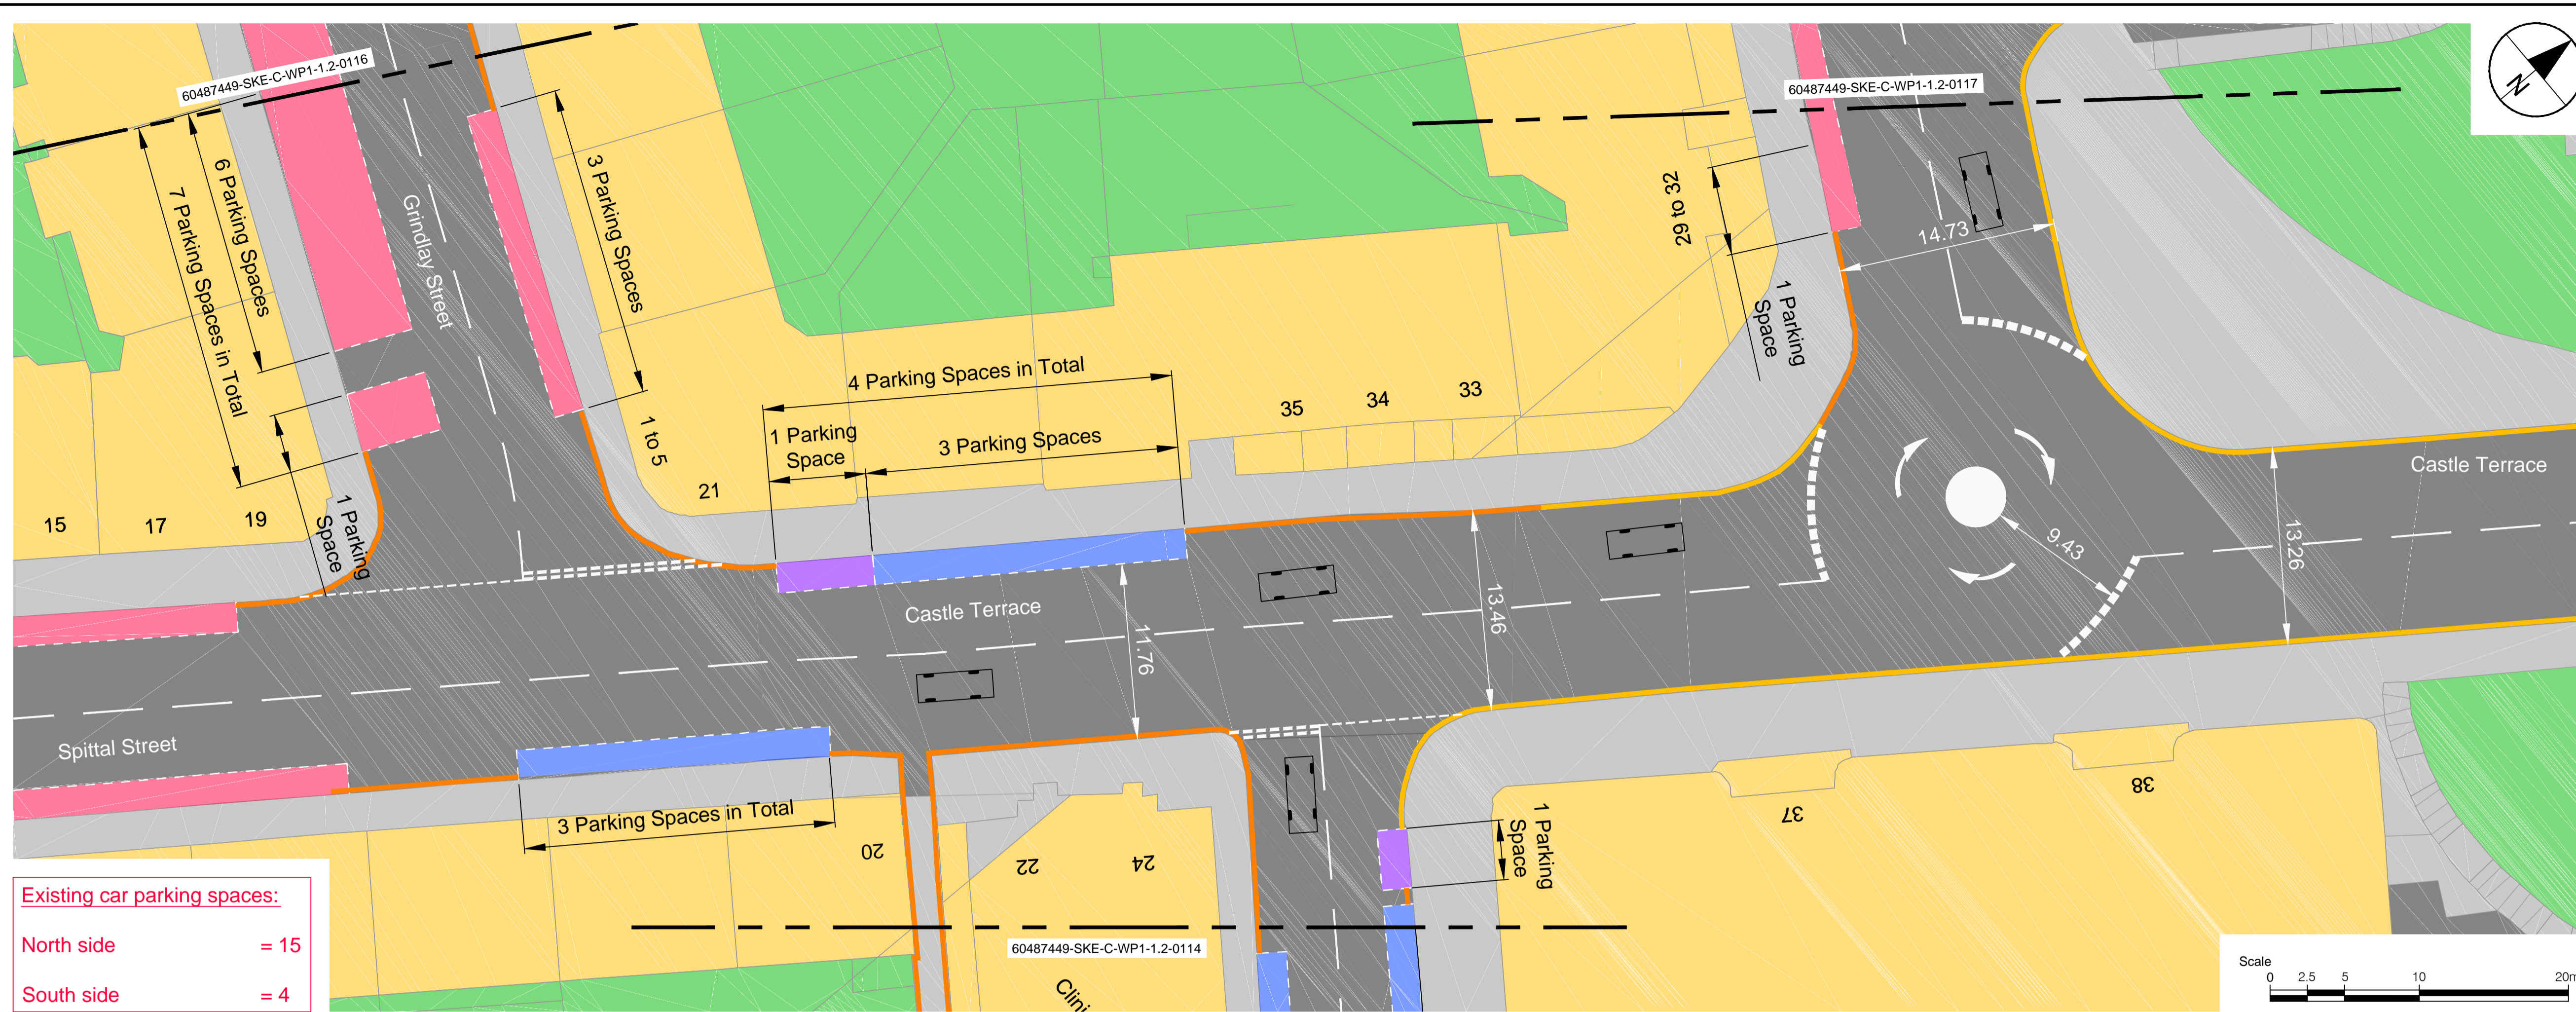 60487449-SKE-C-WP1-1.2-0116
60487449-SKE-C-WP1-1.2-0117
N
6 Parking Spaces
7 Parking Spaces in Total
Grindlay Street
3 Parking Spaces
29 to 32
14.73
1 Parking
Space
4 Parking Spaces in Total
1 Parking
Space
3 Parking Spaces
35
34
33
1 to 5
21
15
17
19
1 Parking
Space
Castle Terrace
9.43
13.26
Castle Terrace
13.46
11.76
Spittal Street
3 Parking Spaces in Total
20
22
24
1 Parking
Space
37
38
60487449-SKE-C-WP1-1.2-0114
Clini
Existing car parking spaces:
North side = 15
South side = 4
Scale
0 2.5 5 10 20m